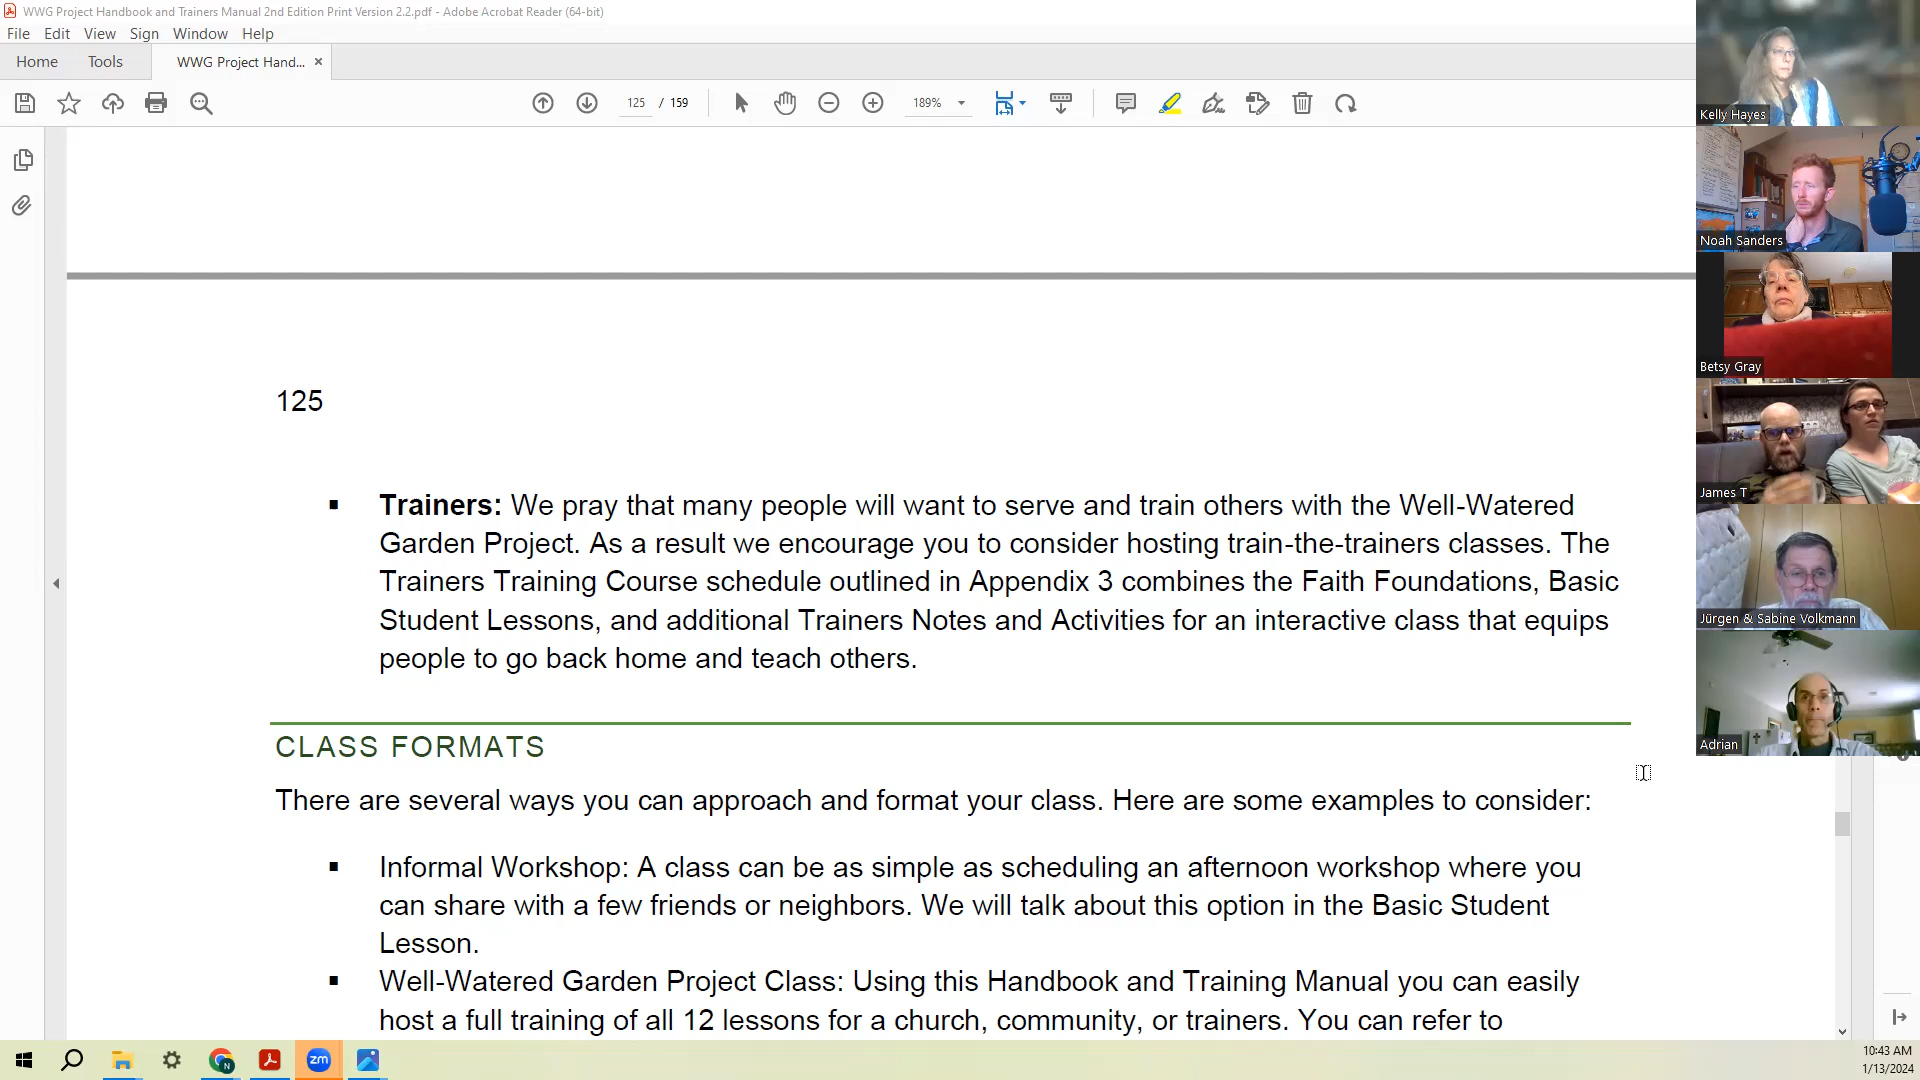 WWG Project Handbook and Trainers Manual 2nd Edition Print Version 2.2.pdf - Adobe Acrobat Reader (64-bit)
File Edit View Sign Window Help
Home Tools WWG Project Hand... ×
125 / 159 189%
125
▪ Trainers: We pray that many people will want to serve and train others with the Well-Watered
Garden Project. As a result we encourage you to consider hosting train-the-trainers classes. The
Trainers Training Course schedule outlined in Appendix 3 combines the Faith Foundations, Basic
Student Lessons, and additional Trainers Notes and Activities for an interactive class that equips
people to go back home and teach others.
CLASS FORMATS
There are several ways you can approach and format your class. Here are some examples to consider:
▪ Informal Workshop: A class can be as simple as scheduling an afternoon workshop where you
can share with a few friends or neighbors. We will talk about this option in the Basic Student
Lesson.
▪ Well-Watered Garden Project Class: Using this Handbook and Training Manual you can easily
host a full training of all 12 lessons for a church, community, or trainers. You can refer to
Kelly Hayes
Noah Sanders
Betsy Gray
James T
Jürgen & Sabine Volkmann
Adrian
zm
N
10:43 AM
1/13/2024